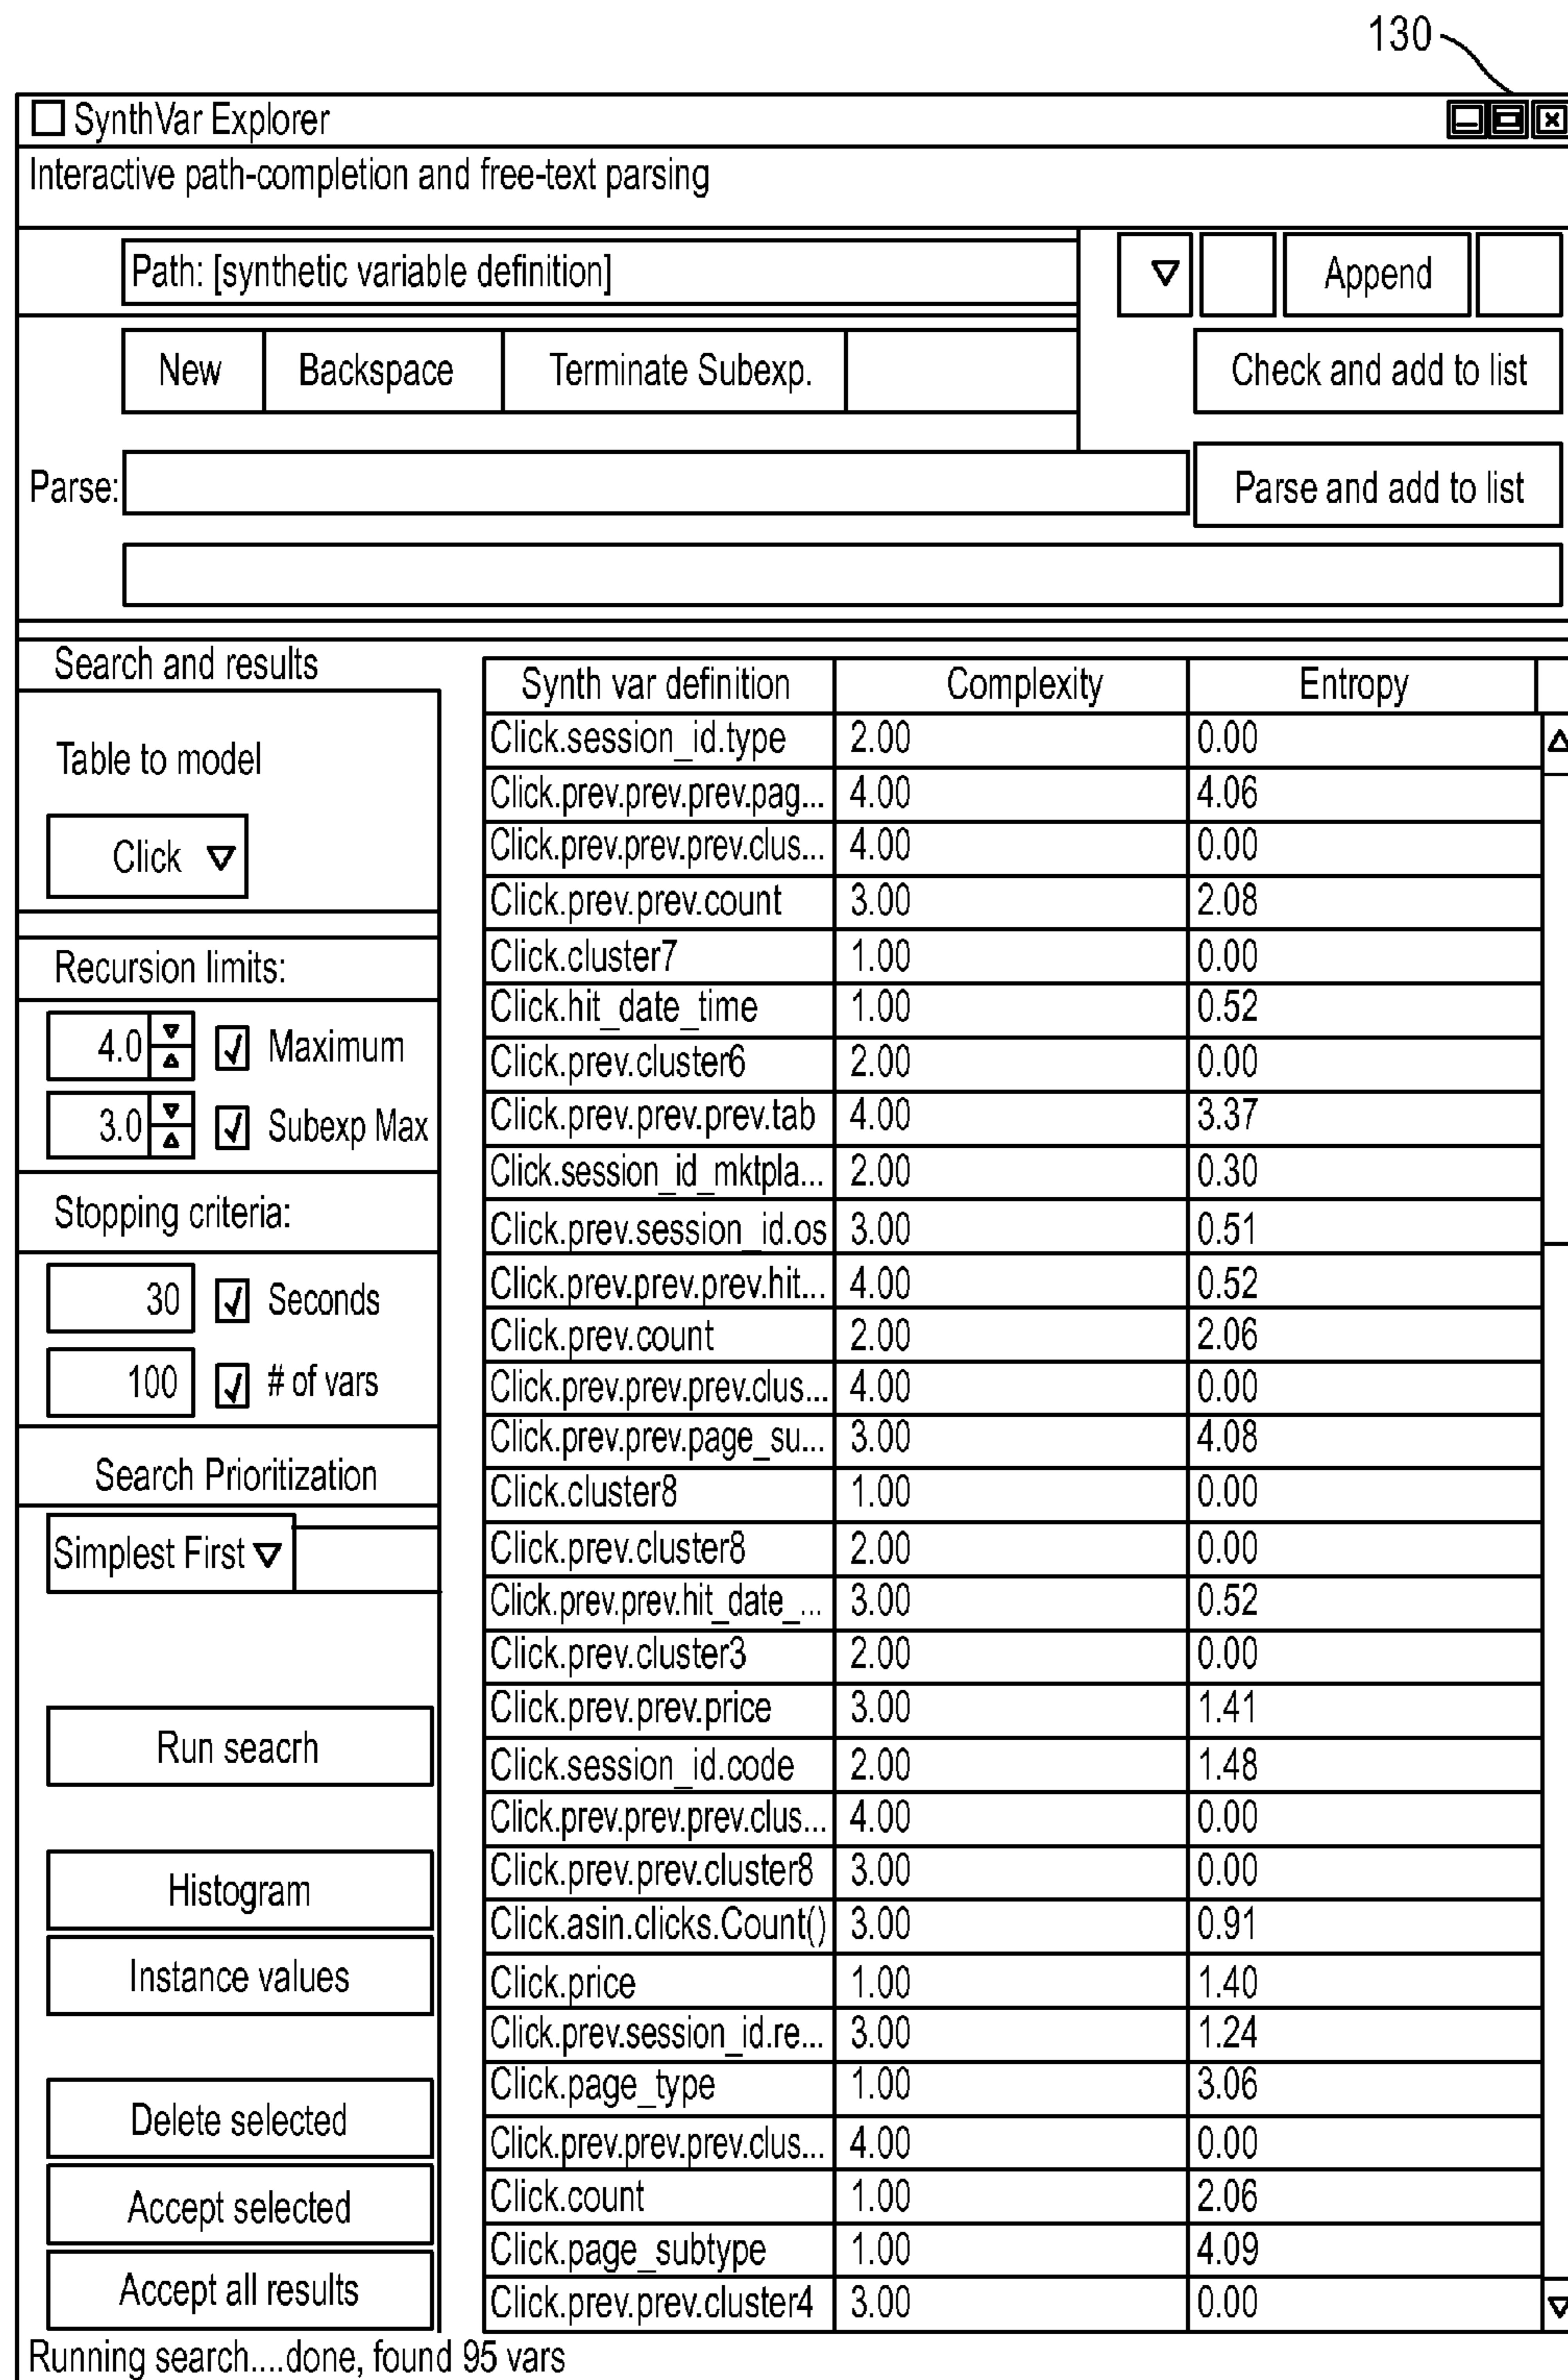 130
SynthVar Explorer
Interactive path-completion and free-text parsing
Path: [synthetic variable definition]
Append
New Backspace Terminate Subexp.
Check and add to list
Parse:
Parse and add to list
Search and results
Table to model
Click
Recursion limits:
4.0 Maximum
3.0 Subexp Max
Stopping criteria:
30 Seconds
100 # of vars
Search Prioritization
Simplest First
Run seacrh
Histogram
Instance values
Delete selected
Accept selected
Accept all results
Synth var definition Complexity Entropy
Click.session_id.type 2.00 0.00
Click.prev.prev.prev.pag... 4.00 4.06
Click.prev.prev.prev.clus... 4.00 0.00
Click.prev.prev.count 3.00 2.08
Click.cluster7 1.00 0.00
Click.hit_date_time 1.00 0.52
Click.prev.cluster6 2.00 0.00
Click.prev.prev.prev.tab 4.00 3.37
Click.session_id_mktpla... 2.00 0.30
Click.prev.session_id.os 3.00 0.51
Click.prev.prev.prev.hit... 4.00 0.52
Click.prev.count 2.00 2.06
Click.prev.prev.prev.clus... 4.00 0.00
Click.prev.prev.page_su... 3.00 4.08
Click.cluster8 1.00 0.00
Click.prev.cluster8 2.00 0.00
Click.prev.prev.hit_date_... 3.00 0.52
Click.prev.cluster3 2.00 0.00
Click.prev.prev.price 3.00 1.41
Click.session_id.code 2.00 1.48
Click.prev.prev.prev.clus... 4.00 0.00
Click.prev.prev.cluster8 3.00 0.00
Click.asin.clicks.Count() 3.00 0.91
Click.price 1.00 1.40
Click.prev.session_id.re... 3.00 1.24
Click.page_type 1.00 3.06
Click.prev.prev.prev.clus... 4.00 0.00
Click.count 1.00 2.06
Click.page_subtype 1.00 4.09
Click.prev.prev.cluster4 3.00 0.00
Running search....done, found 95 vars